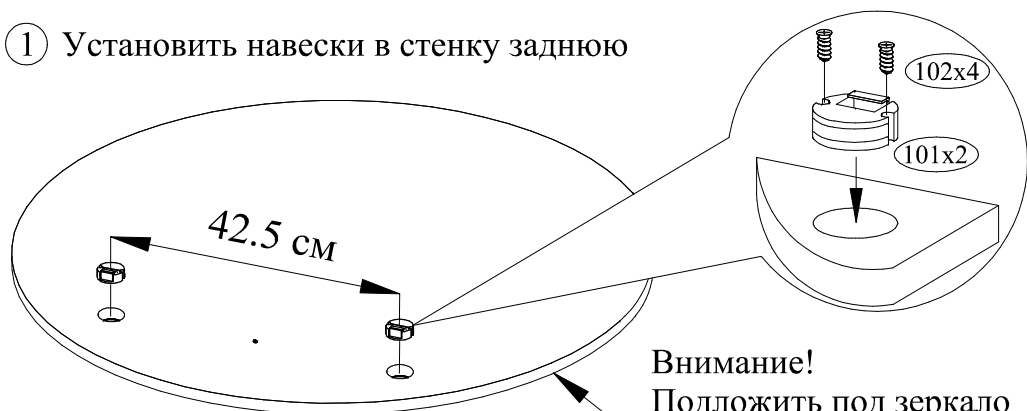 1 Установить навески в стенку заднюю
102x4
101x2
42.5 см
Внимание!
Подложить под зеркало